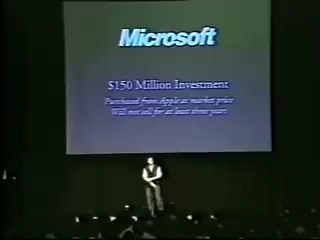 Microsoft
$150 Million Investment
Purchased from Apple at market price
Will not sell for at least three years